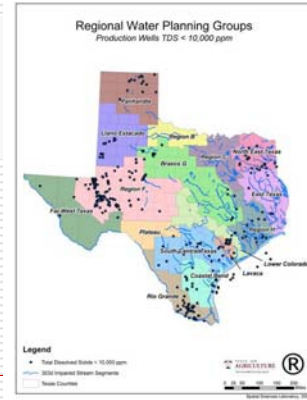 Regional Water Planning Groups
Production Wells TDS < 10,000 ppm
Panhandle
Llano Estacado
Region B
Brazos G
Region C
North East Texas
East Texas
Region F
Far West Texas
Region H
Plateau
Lower Colorado
South Central Texas
Lavaca
Coastal Bend
Rio Grande
Legend
Total Dissolved Solids < 10,000 ppm
303d Impaired Stream Segments
Texas Counties
AGRICULTURE
®